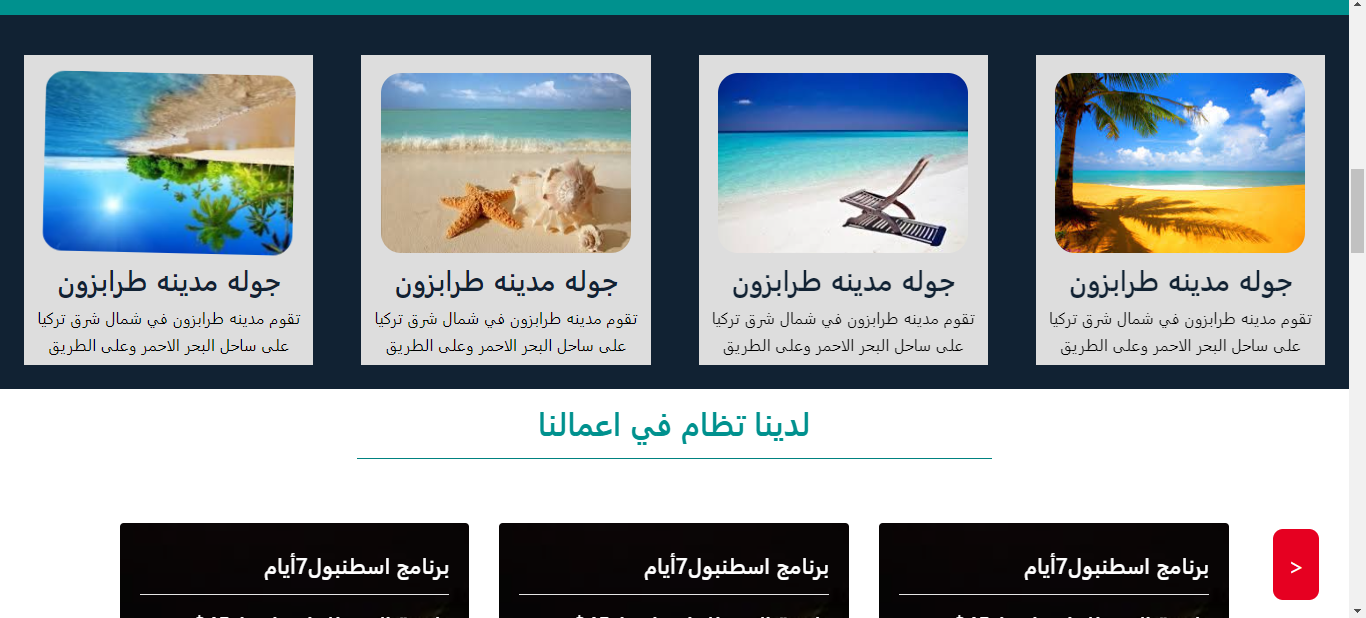 جوله مدينه طرابزون
تقوم مدينه طرابزون في شمال شرق تركيا
على ساحل البحر الاحمر وعلى الطريق
جوله مدينه طرابزون
تقوم مدينه طرابزون في شمال شرق تركيا
على ساحل البحر الاحمر وعلى الطريق
جوله مدينه طرابزون
تقوم مدينه طرابزون في شمال شرق تركيا
على ساحل البحر الاحمر وعلى الطريق
جوله مدينه طرابزون
تقوم مدينه طرابزون في شمال شرق تركيا
على ساحل البحر الاحمر وعلى الطريق
لدينا تظام في اعمالنا
برنامج اسطنبول7أيام
برنامج اسطنبول7أيام
برنامج اسطنبول7أيام
<